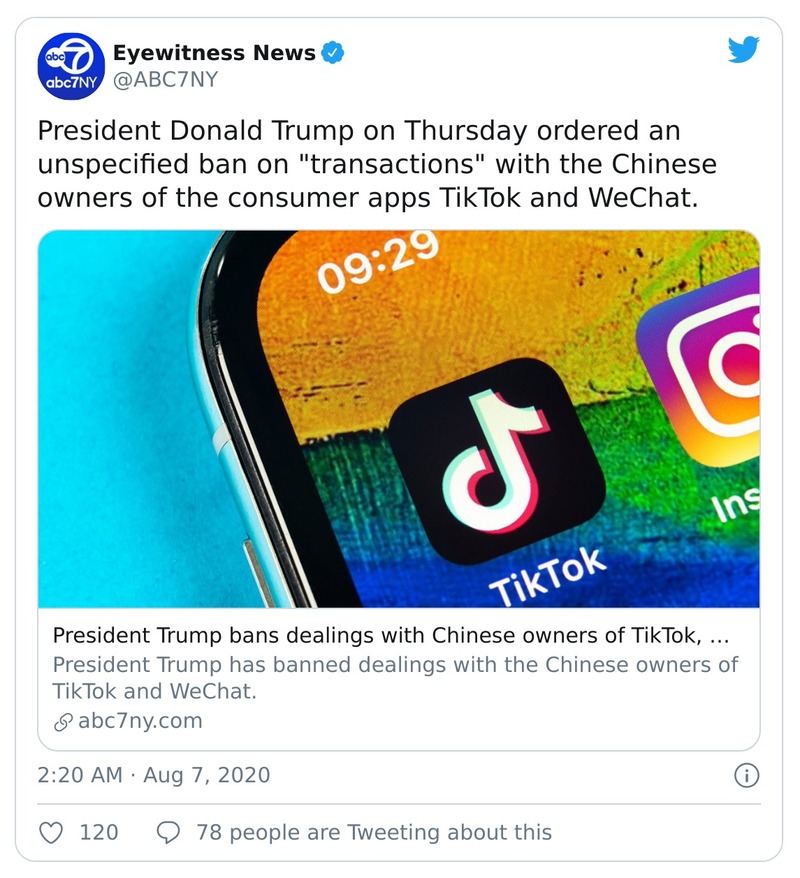 abc 7
abc7NY
Eyewitness News
@ABC7NY
President Donald Trump on Thursday ordered an
unspecified ban on "transactions" with the Chinese
owners of the consumer apps TikTok and WeChat.
09:29
TikTok
Ins
President Trump bans dealings with Chinese owners of TikTok, ...
President Trump has banned dealings with the Chinese owners of
TikTok and WeChat.
abc7ny.com
2:20 AM · Aug 7, 2020
120
78 people are Tweeting about this